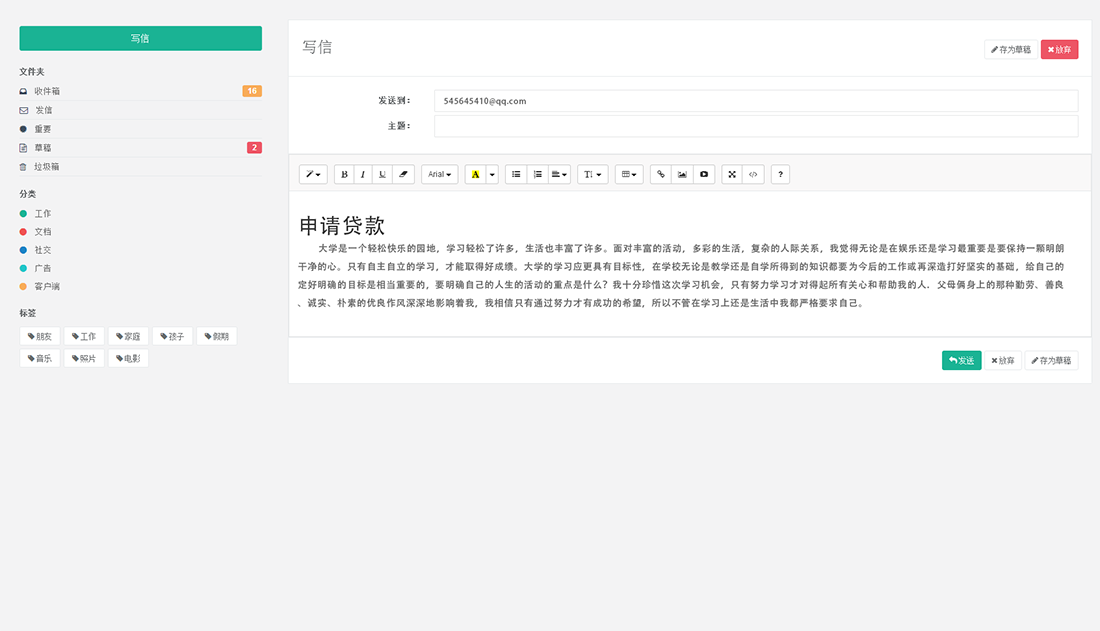 写信
文件夹
收件箱 16
发信
重要
草稿 2
垃圾箱
分类
工作
文档
社交
广告
客户端
标签
朋友 工作 家庭 孩子 假期
音乐 照片 电影
写信
存为草稿 放弃
发送到： 545645410@qq.com
主题：
B I U Arial A TI </> ?
申请贷款
大学是一个轻松快乐的园地，学习轻松了许多，生活也丰富了许多。面对丰富的活动，多彩的生活，复杂的人际关系，我觉得无论是在娱乐还是学习最重要是要保持一颗明朗
干净的心。只有自主自立的学习，才能取得好成绩。大学的学习应更具有目标性，在学校无论是教学还是自学所得到的知识都要为今后的工作或再深造打好坚实的基础，给自己的
定好明确的目标是相当重要的，要明确自己的人生的活动的重点是什么？我十分珍惜这次学习机会，只有努力学习才对得起所有关心和帮助我的人．父母俩身上的那种勤劳、善良
、诚实、朴素的优良作风深深地影响着我，我相信只有通过努力才有成功的希望，所以不管在学习上还是生活中我都严格要求自己。
发送 放弃 存为草稿